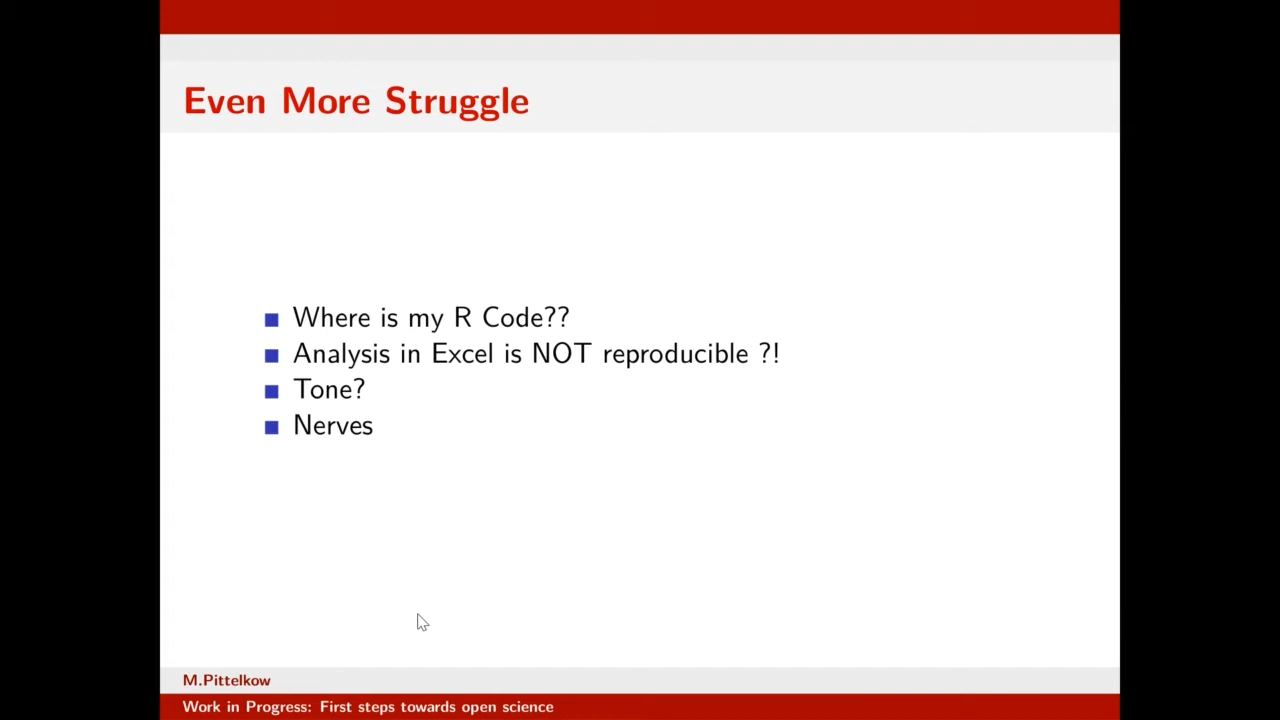 Even More Struggle
Where is my R Code??
Analysis in Excel is NOT reproducible ?!
Tone?
Nerves
M.Pittelkow
Work in Progress: First steps towards open science